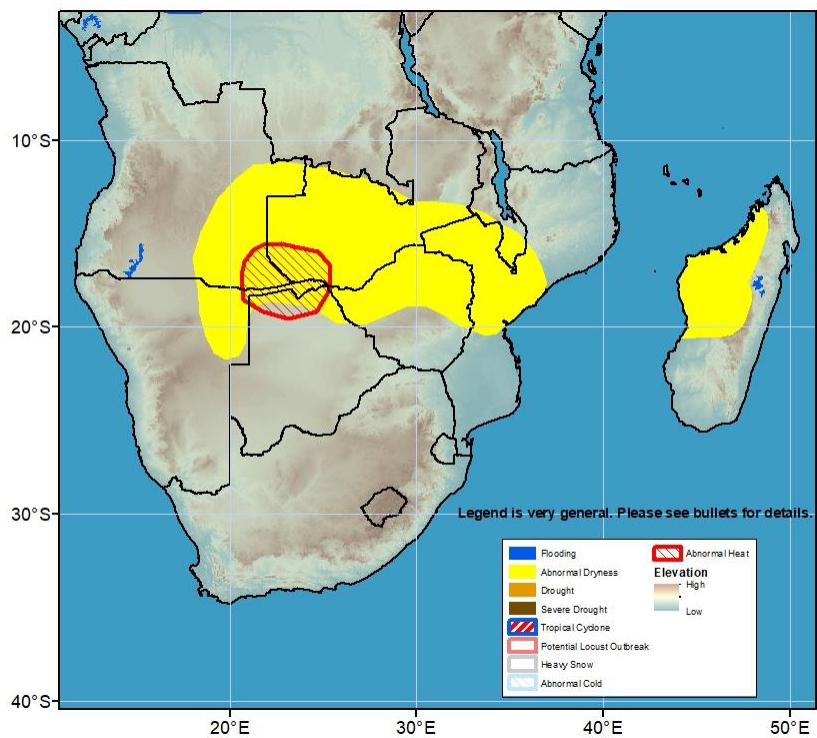 10°S
20°S
30°S
40°S
Legend is very general. Please see bullets for details.
Flooding
Abnormal Dryness
Drought
Severe Drought
Tropical Cyclone
Potential Locust Outbreak
Heavy Snow
Abnormal Cold
Abnormal Heat
Elevation
High
Low
20°E 30°E 40°E 50°E